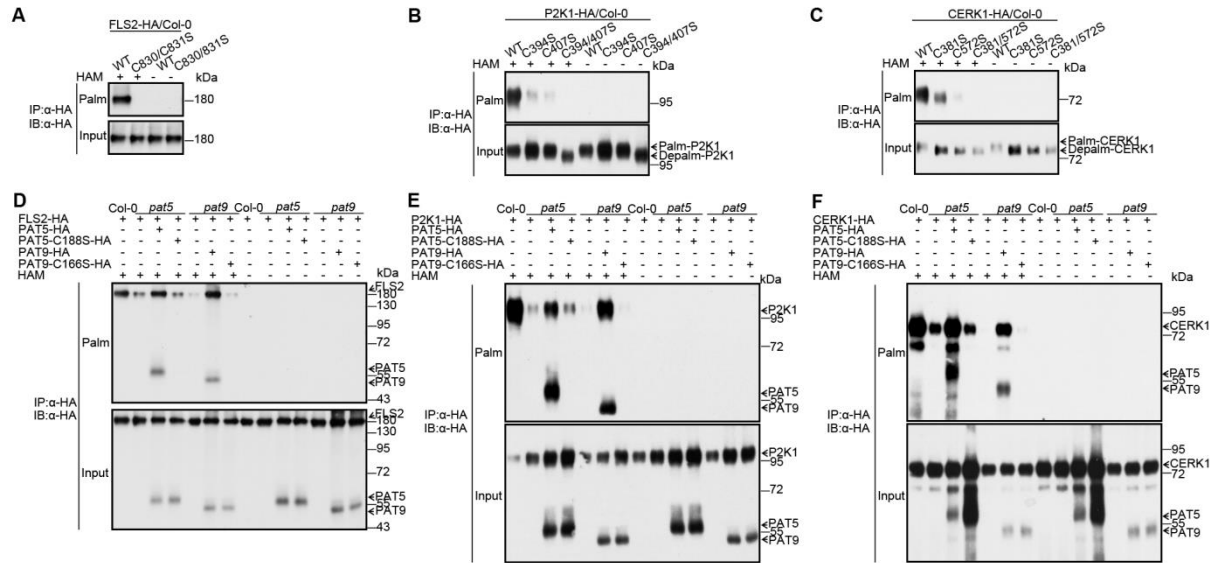 A
FLS2-HA/Col-0
WT
C830/C831S
WT
C830/831S
HAM + + - - kDa
IP:α-HA
IB:α-HA
Palm
180
Input
180
B
P2K1-HA/Col-0
WT
C394S
C407S
C394/407S
WT
C394S
C407S
C394/407S
HAM + + + + - - - - kDa
IP:α-HA
IB:α-HA
Palm
95
Input
Palm-P2K1
Depalm-P2K1
95
C
CERK1-HA/Col-0
WT
C381S
C572S
C381/572S
WT
C381S
C572S
C381/572S
HAM + + + + - - - - kDa
IP:α-HA
IB:α-HA
Palm
72
Input
Palm-CERK1
Depalm-CERK1
72
D
Col-0 pat5 pat9 Col-0 pat5 pat9
FLS2-HA + + + + + + + + + + + + + +
PAT5-HA - - + - - - - - - + - - - -
PAT5-C188S-HA - - - + - - - - - - + - - -
PAT9-HA - - - - - + - - - - - - + -
PAT9-C166S-HA - - - - - - + - - - - - - +
HAM + + + + + + + - - - - - - -
kDa
IP:α-HA
IB:α-HA
Palm
FLS2
180
130
95
72
PAT5
55
PAT9
43
Input
FLS2
180
130
95
72
PAT5
55
PAT9
43
E
Col-0 pat5 pat9 Col-0 pat5 pat9
P2K1-HA + + + + + + + + + + + + + +
PAT5-HA - - + - - - - - - + - - - -
PAT5-C188S-HA - - - + - - - - - - + - - -
PAT9-HA - - - - - + - - - - - - + -
PAT9-C166S-HA - - - - - - + - - - - - - +
HAM + + + + + + + - - - - - - -
kDa
IP:α-HA
IB:α-HA
Palm
P2K1
95
72
PAT5
55
PAT9
Input
P2K1
95
72
PAT5
55
PAT9
F
Col-0 pat5 pat9 Col-0 pat5 pat9
CERK1-HA + + + + + + + + + + + + + +
PAT5-HA - - + - - - - - - + - - - -
PAT5-C188S-HA - - - + - - - - - - + - - -
PAT9-HA - - - - - + - - - - - - + -
PAT9-C166S-HA - - - - - - + - - - - - - +
HAM + + + + + + + - - - - - - -
kDa
IP:α-HA
IB:α-HA
Palm
95
CERK1
72
PAT5
55
PAT9
Input
95
CERK1
72
PAT5
55
PAT9